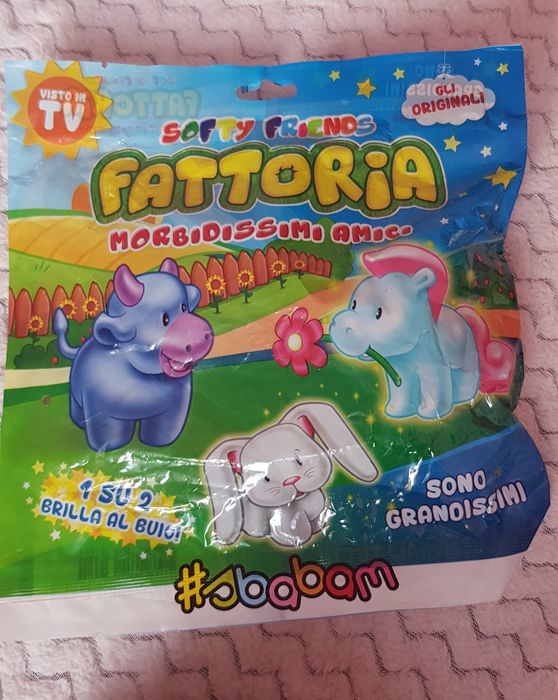 VISTO IN
TV
GLI
ORIGINALI
SOFTY FRIENDS
FATTORIA
MORBIDISSIMI AMICI
1 SU 2
BRILLA AL BUIO!
SONO
GRANDISSIMI
#sbabam